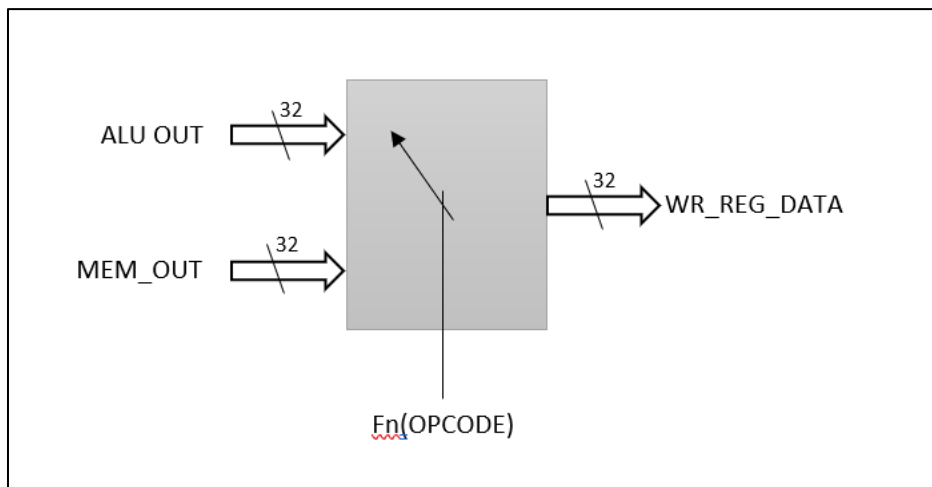 32
ALU OUT
32
WR_REG_DATA
32
MEM_OUT
Fn(OPCODE)